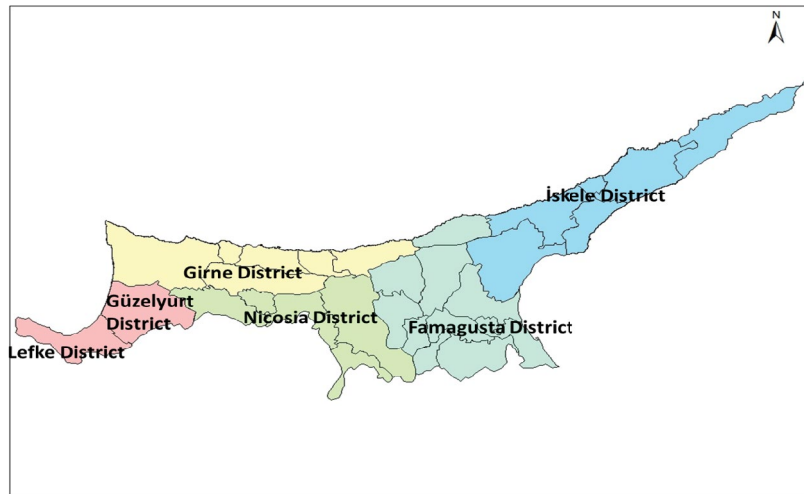 N
İskele District
Girne District
Güzelyurt
District
Nicosia District
Famagusta District
Lefke District